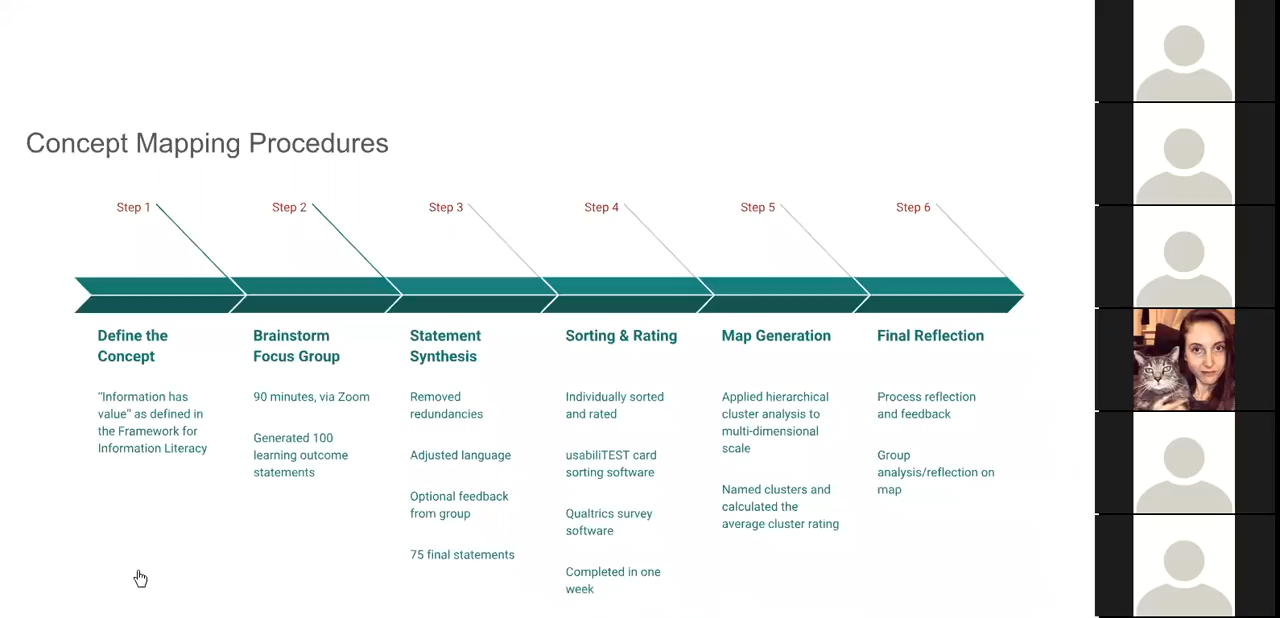 Concept Mapping Procedures
Step 1
Step 2
Step 3
Step 4
Step 5
Step 6
Define the
Concept
"Information has
value" as defined in
the Framework for
Information Literacy
Brainstorm
Focus Group
90 minutes, via Zoom
Generated 100
learning outcome
statements
Statement
Synthesis
Removed
redundancies
Adjusted language
Optional feedback
from group
75 final statements
Sorting & Rating
Individually sorted
and rated
usabiliTEST card
sorting software
Qualtrics survey
software
Completed in one
week
Map Generation
Applied hierarchical
cluster analysis to
multi-dimensional
scale
Named clusters and
calculated the
average cluster rating
Final Reflection
Process reflection
and feedback
Group
analysis/reflection on
map